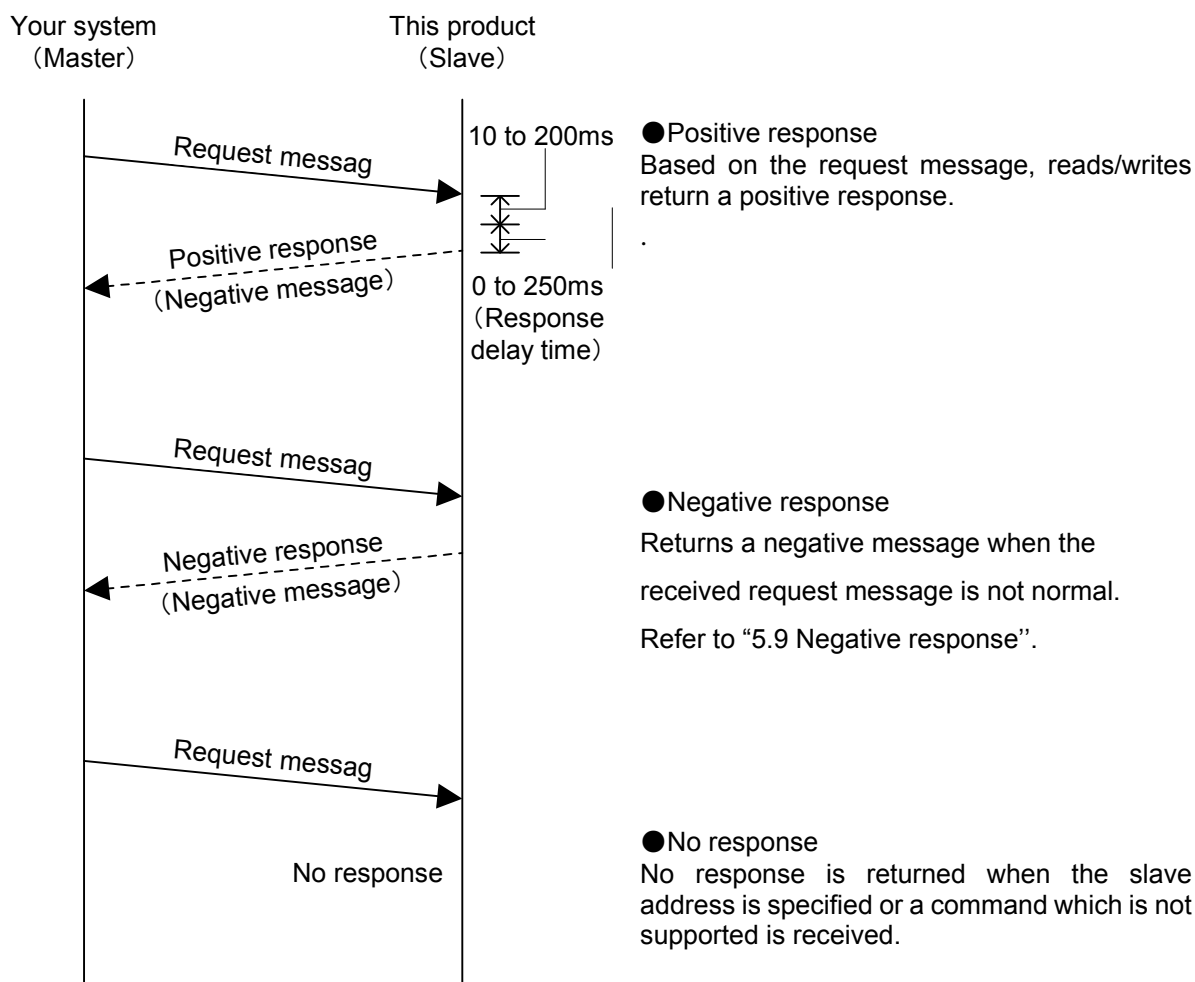 Your system
（Master）
This product
（Slave）
Request messag
10 to 200ms
●Positive response
Based on the request message, reads/writes
return a positive response.
.
Positive response
（Negative message）
0 to 250ms
（Response
delay time）
Request messag
●Negative response
Returns a negative message when the
received request message is not normal.
Refer to “5.9 Negative response’’.
Negative response
（Negative message）
Request messag
No response
●No response
No response is returned when the slave
address is specified or a command which is not
supported is received.